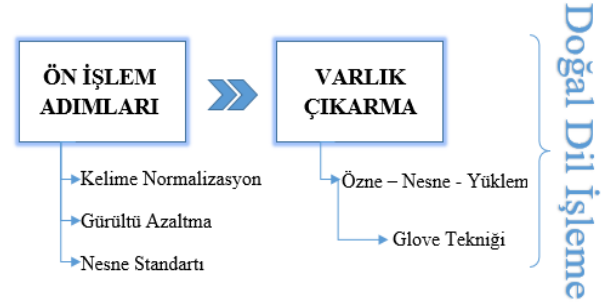 ÖN İŞLEM
ADIMLARI
Kelime Normalizasyon
Gürültü Azaltma
Nesne Standartı
VARLIK
ÇIKARMA
Özne – Nesne - Yüklem
Glove Tekniği
Doğal Dil İşleme